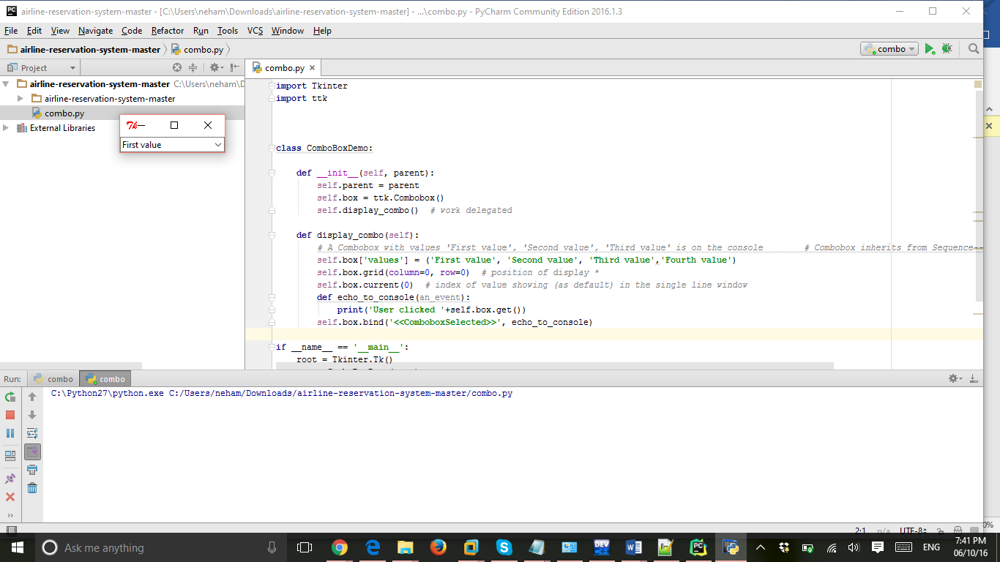 airline-reservation-system-master - [C:\Users\neham\Downloads\airline-reservation-system-master] - ...\combo.py - PyCharm Community Edition 2016.1.3
File Edit View Navigate Code Refactor Run Tools VCS Window Help
airline-reservation-system-master combo.py combo
Project
combo.py
airline-reservation-system-master C:\Users\neham\D
airline-reservation-system-master
combo.py
External Libraries
First value
import Tkinter
import ttk
class ComboBoxDemo:
def __init__(self, parent):
self.parent = parent
self.box = ttk.Combobox()
self.display_combo() # work delegated
def display_combo(self):
# A Combobox with values 'First value', 'Second value', 'Third value' is on the console # Combobox inherits from Sequence
self.box['values'] = ('First value', 'Second value', 'Third value','Fourth value')
self.box.grid(column=0, row=0) # position of display *
self.box.current(0) # index of value showing (as default) in the single line window
def echo_to_console(an_event):
print('User clicked '+self.box.get())
self.box.bind('<<ComboboxSelected>>', echo_to_console)
if __name__ == '__main__':
root = Tkinter.Tk()
Run: combo combo
C:\Python27\python.exe C:/Users/neham/Downloads/airline-reservation-system-master/combo.py
2:1 n/a UTF-8
0%
Ask me anything
ENG
7:41 PM
06/10/16